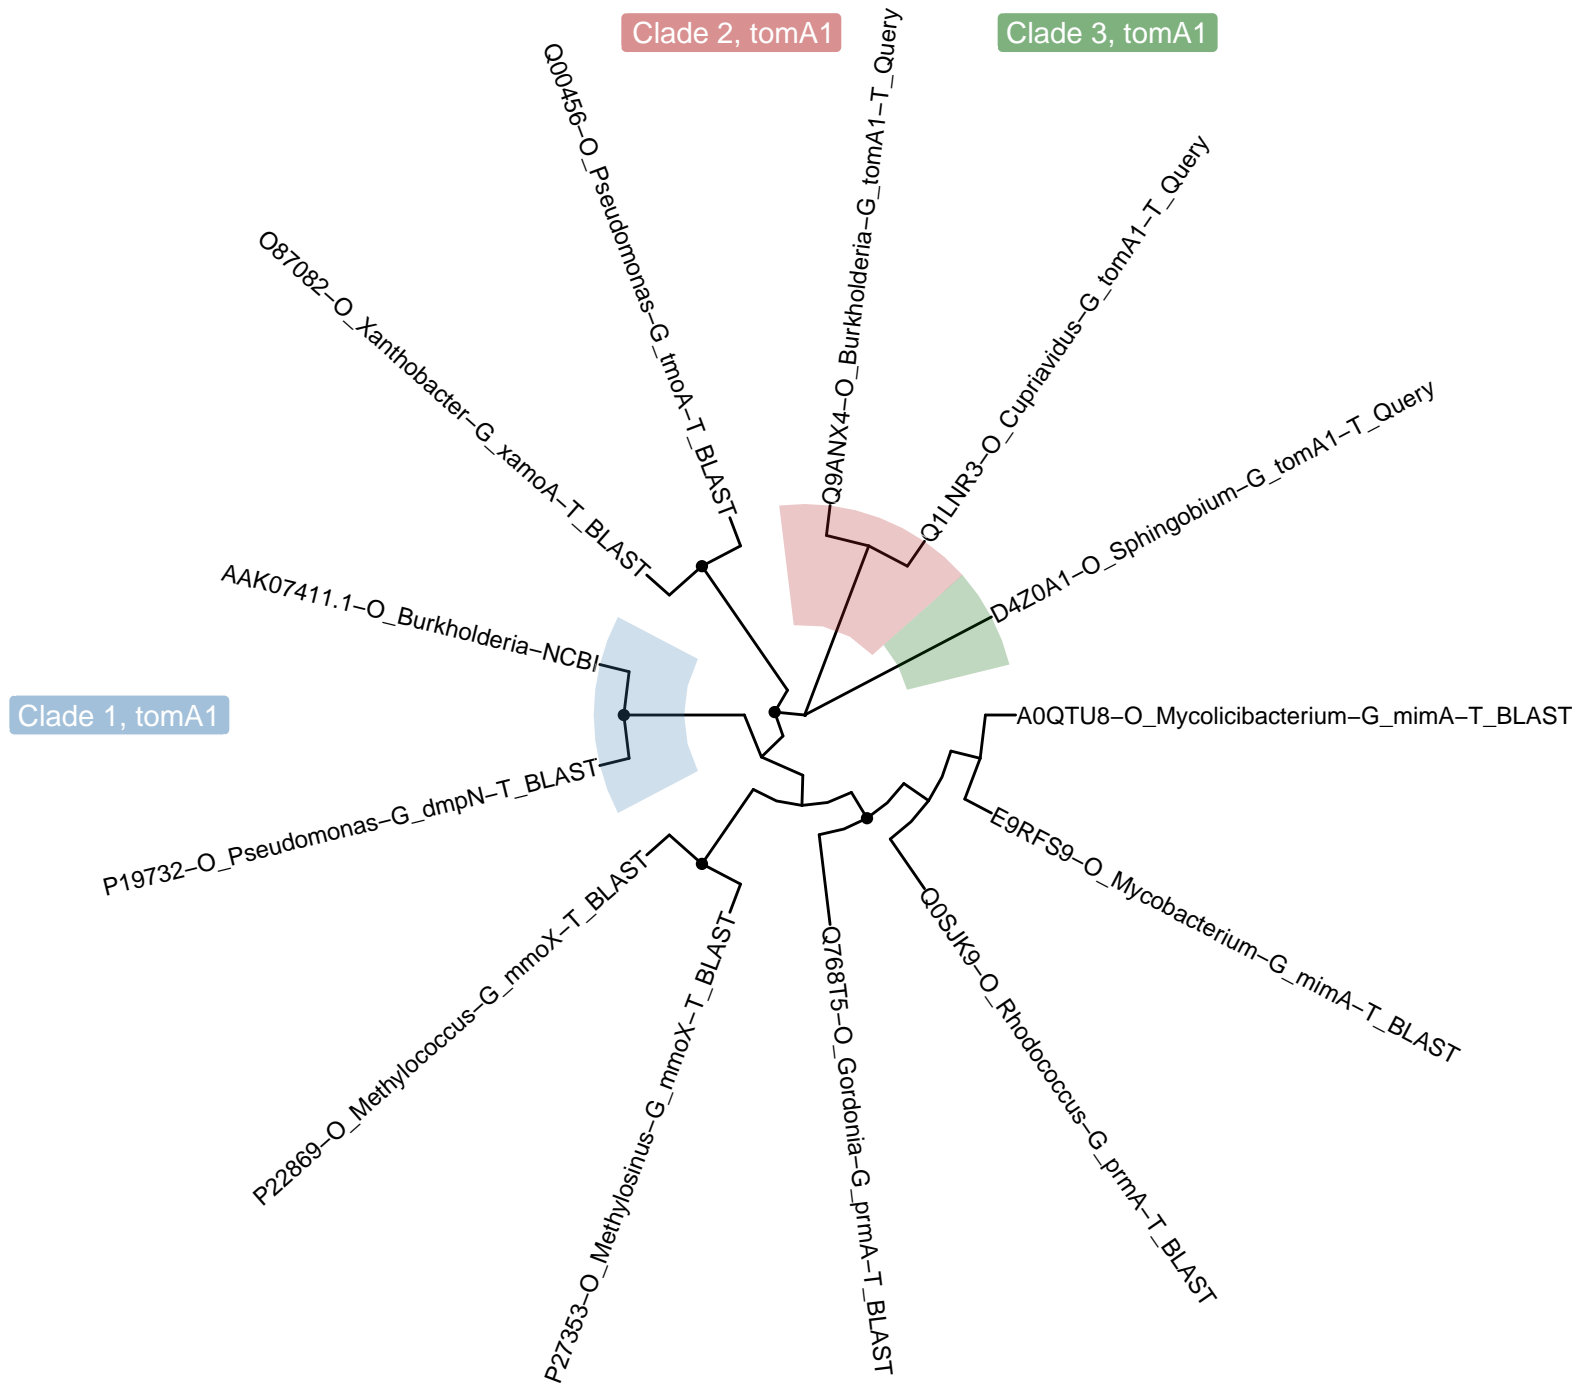 Clade 2, tomA1
Clade 3, tomA1
Q00456–O_Pseudomonas–G_tmoA–T_BLAST
Q9ANX4–O_Burkholderia–G_tomA1–T_Query
Q1LNR3–O_Cupriavidus–G_tomA1–T_Query
O87082–O_Xanthobacter–G_xamoA–T_BLAST
D4Z0A1–O_Sphingobium–G_tomA1–T_Query
AAK07411.1–O_Burkholderia–NCBI
Clade 1, tomA1
A0QTU8–O_Mycolicibacterium–G_mimA–T_BLAST
P19732–O_Pseudomonas–G_dmpN–T_BLAST
E9RFS9–O_Mycobacterium–G_mimA–T_BLAST
P22869–O_Methylococcus–G_mmoX–T_BLAST
Q0SJK9–O_Rhodococcus–G_prmA–T_BLAST
P27353–O_Methylosinus–G_mmoX–T_BLAST
Q768T5–O_Gordonia–G_prmA–T_BLAST